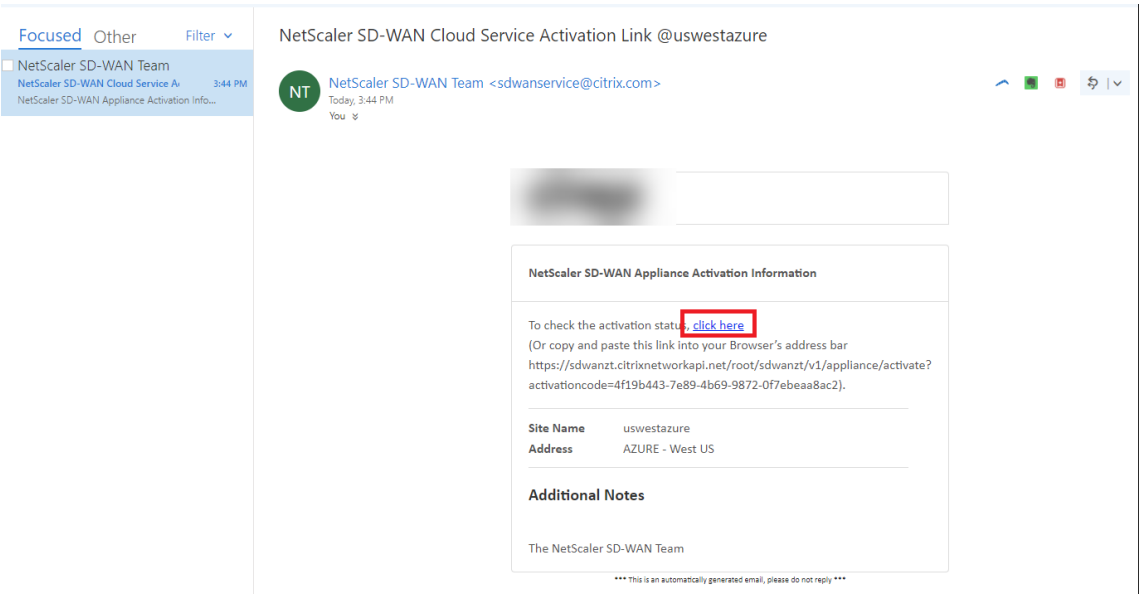 Focused Other Filter
NetScaler SD-WAN Team
NetScaler SD-WAN Cloud Service A 3:44 PM
NetScaler SD-WAN Appliance Activation Info...
NetScaler SD-WAN Cloud Service Activation Link @uswestazure
NT
NetScaler SD-WAN Team <sdwanservice@citrix.com>
Today, 3:44 PM
You
NetScaler SD-WAN Appliance Activation Information
To check the activation status, click here
(Or copy and paste this link into your Browser's address bar
https://sdwanzt.citrixnetworkapi.net/root/sdwanzt/v1/appliance/activate?
activationcode=4f19b443-7e89-4b69-9872-0f7ebeaa8ac2).
Site Name uswestazure
Address AZURE - West US
Additional Notes
The NetScaler SD-WAN Team
*** This is an automatically generated email, please do not reply ***